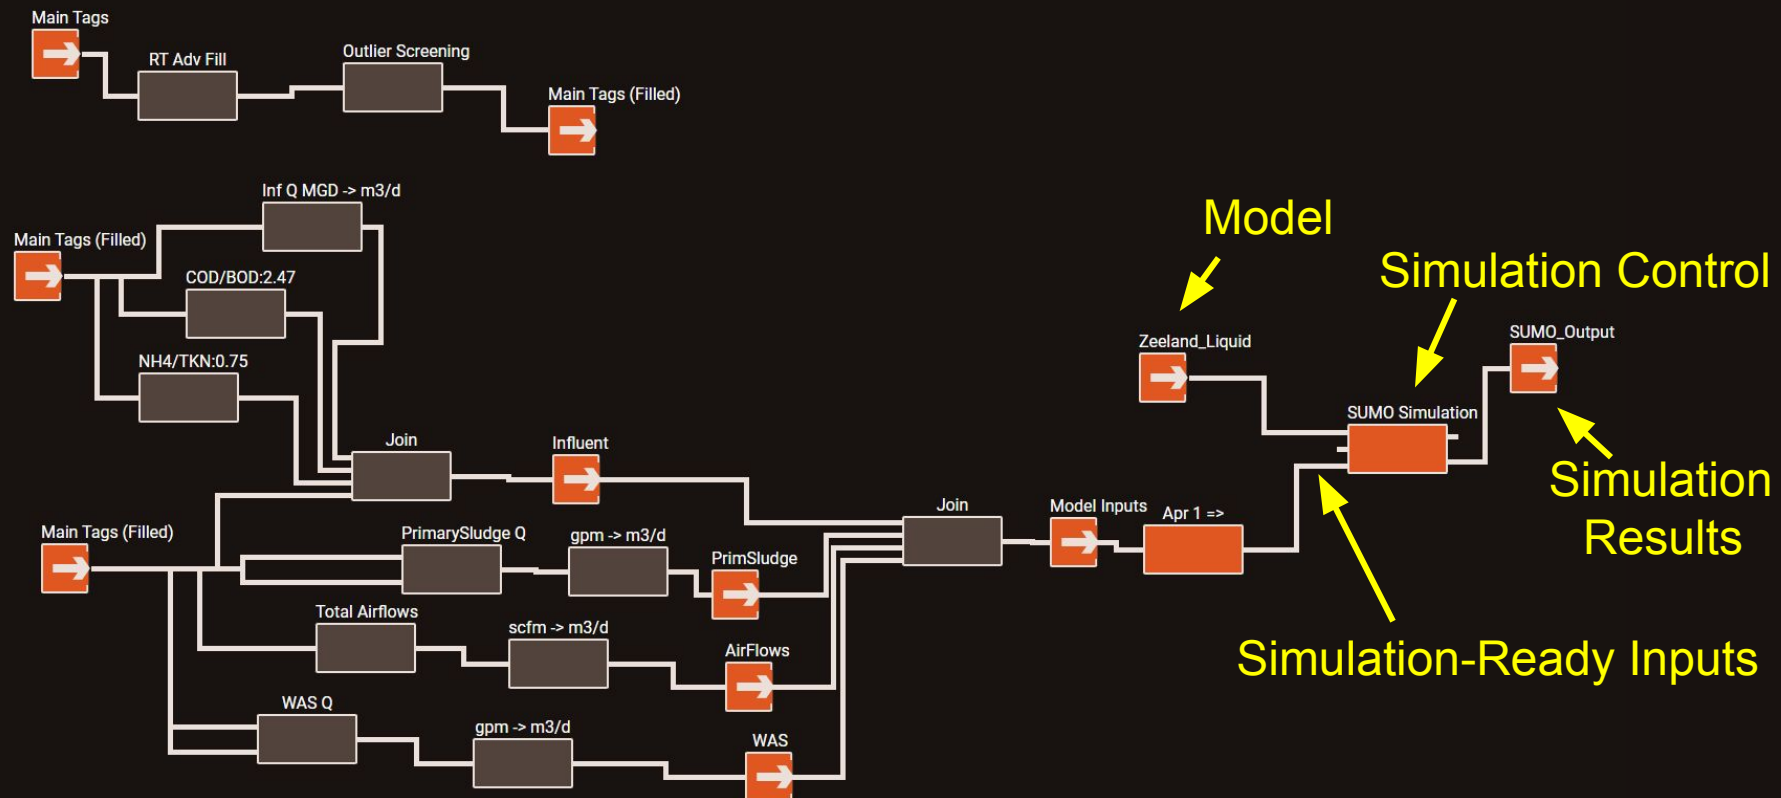 Main Tags
RT Adv Fill
Outlier Screening
Main Tags (Filled)
Inf Q MGD -> m3/d
Main Tags (Filled)
COD/BOD:2.47
NH4/TKN:0.75
Join
Influent
Main Tags (Filled)
PrimarySludge Q
gpm -> m3/d
PrimSludge
Total Airflows
scfm -> m3/d
AirFlows
WAS Q
gpm -> m3/d
WAS
Join
Model Inputs
Apr 1 =>
Model
Simulation Control
Zeeland_Liquid
SUMO_Output
SUMO Simulation
Simulation
Results
Simulation-Ready Inputs